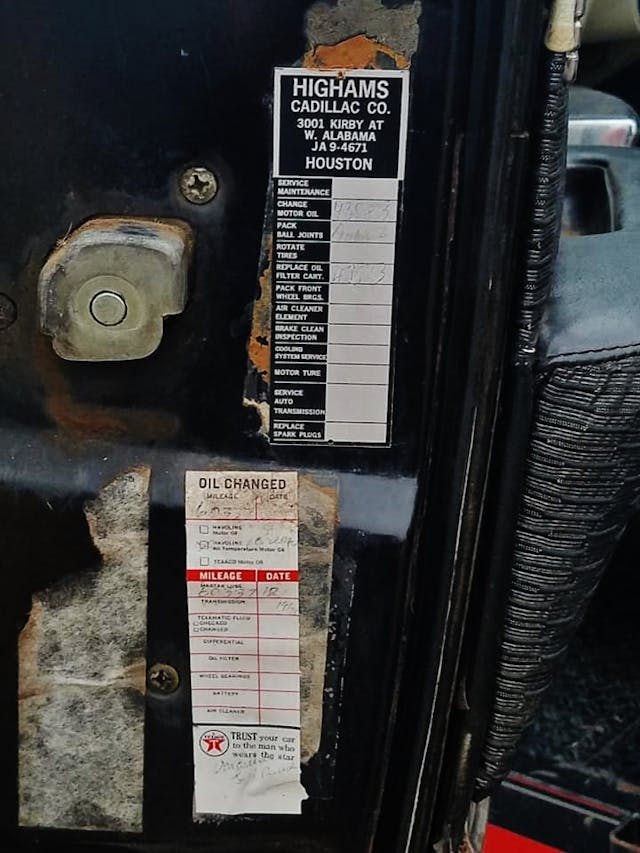 HIGHAMS
CADILLAC CO.
3001 KIRBY AT
W. ALABAMA
JA 9-4671
HOUSTON
SERVICE
MAINTENANCE
CHANGE
MOTOR OIL
PACK
BALL JOINTS
ROTATE
TIRES
REPLACE OIL
FILTER CART.
PACK FRONT
WHEEL BRGS.
AIR CLEANER
ELEMENT
BRAKE CLEAN
INSPECTION
COOLING
SYSTEM SERVICE
MOTOR TUNE
SERVICE
AUTO
TRANSMISSION
REPLACE
SPARK PLUGS
OIL CHANGED
MILEAGE DATE
HAVOLINE
Motor Oil
HAVOLINE
All Temperature Motor Oil
TEXACO Motor Oil
MILEAGE DATE
MARFAK LUBE
TRANSMISSION
TEXAMATIC FLUID
CHECKED
CHANGED
DIFFERENTIAL
OIL FILTER
WHEEL BEARINGS
BATTERY
AIR CLEANER
TEXACO
TRUST your car
to the man who
wears the star